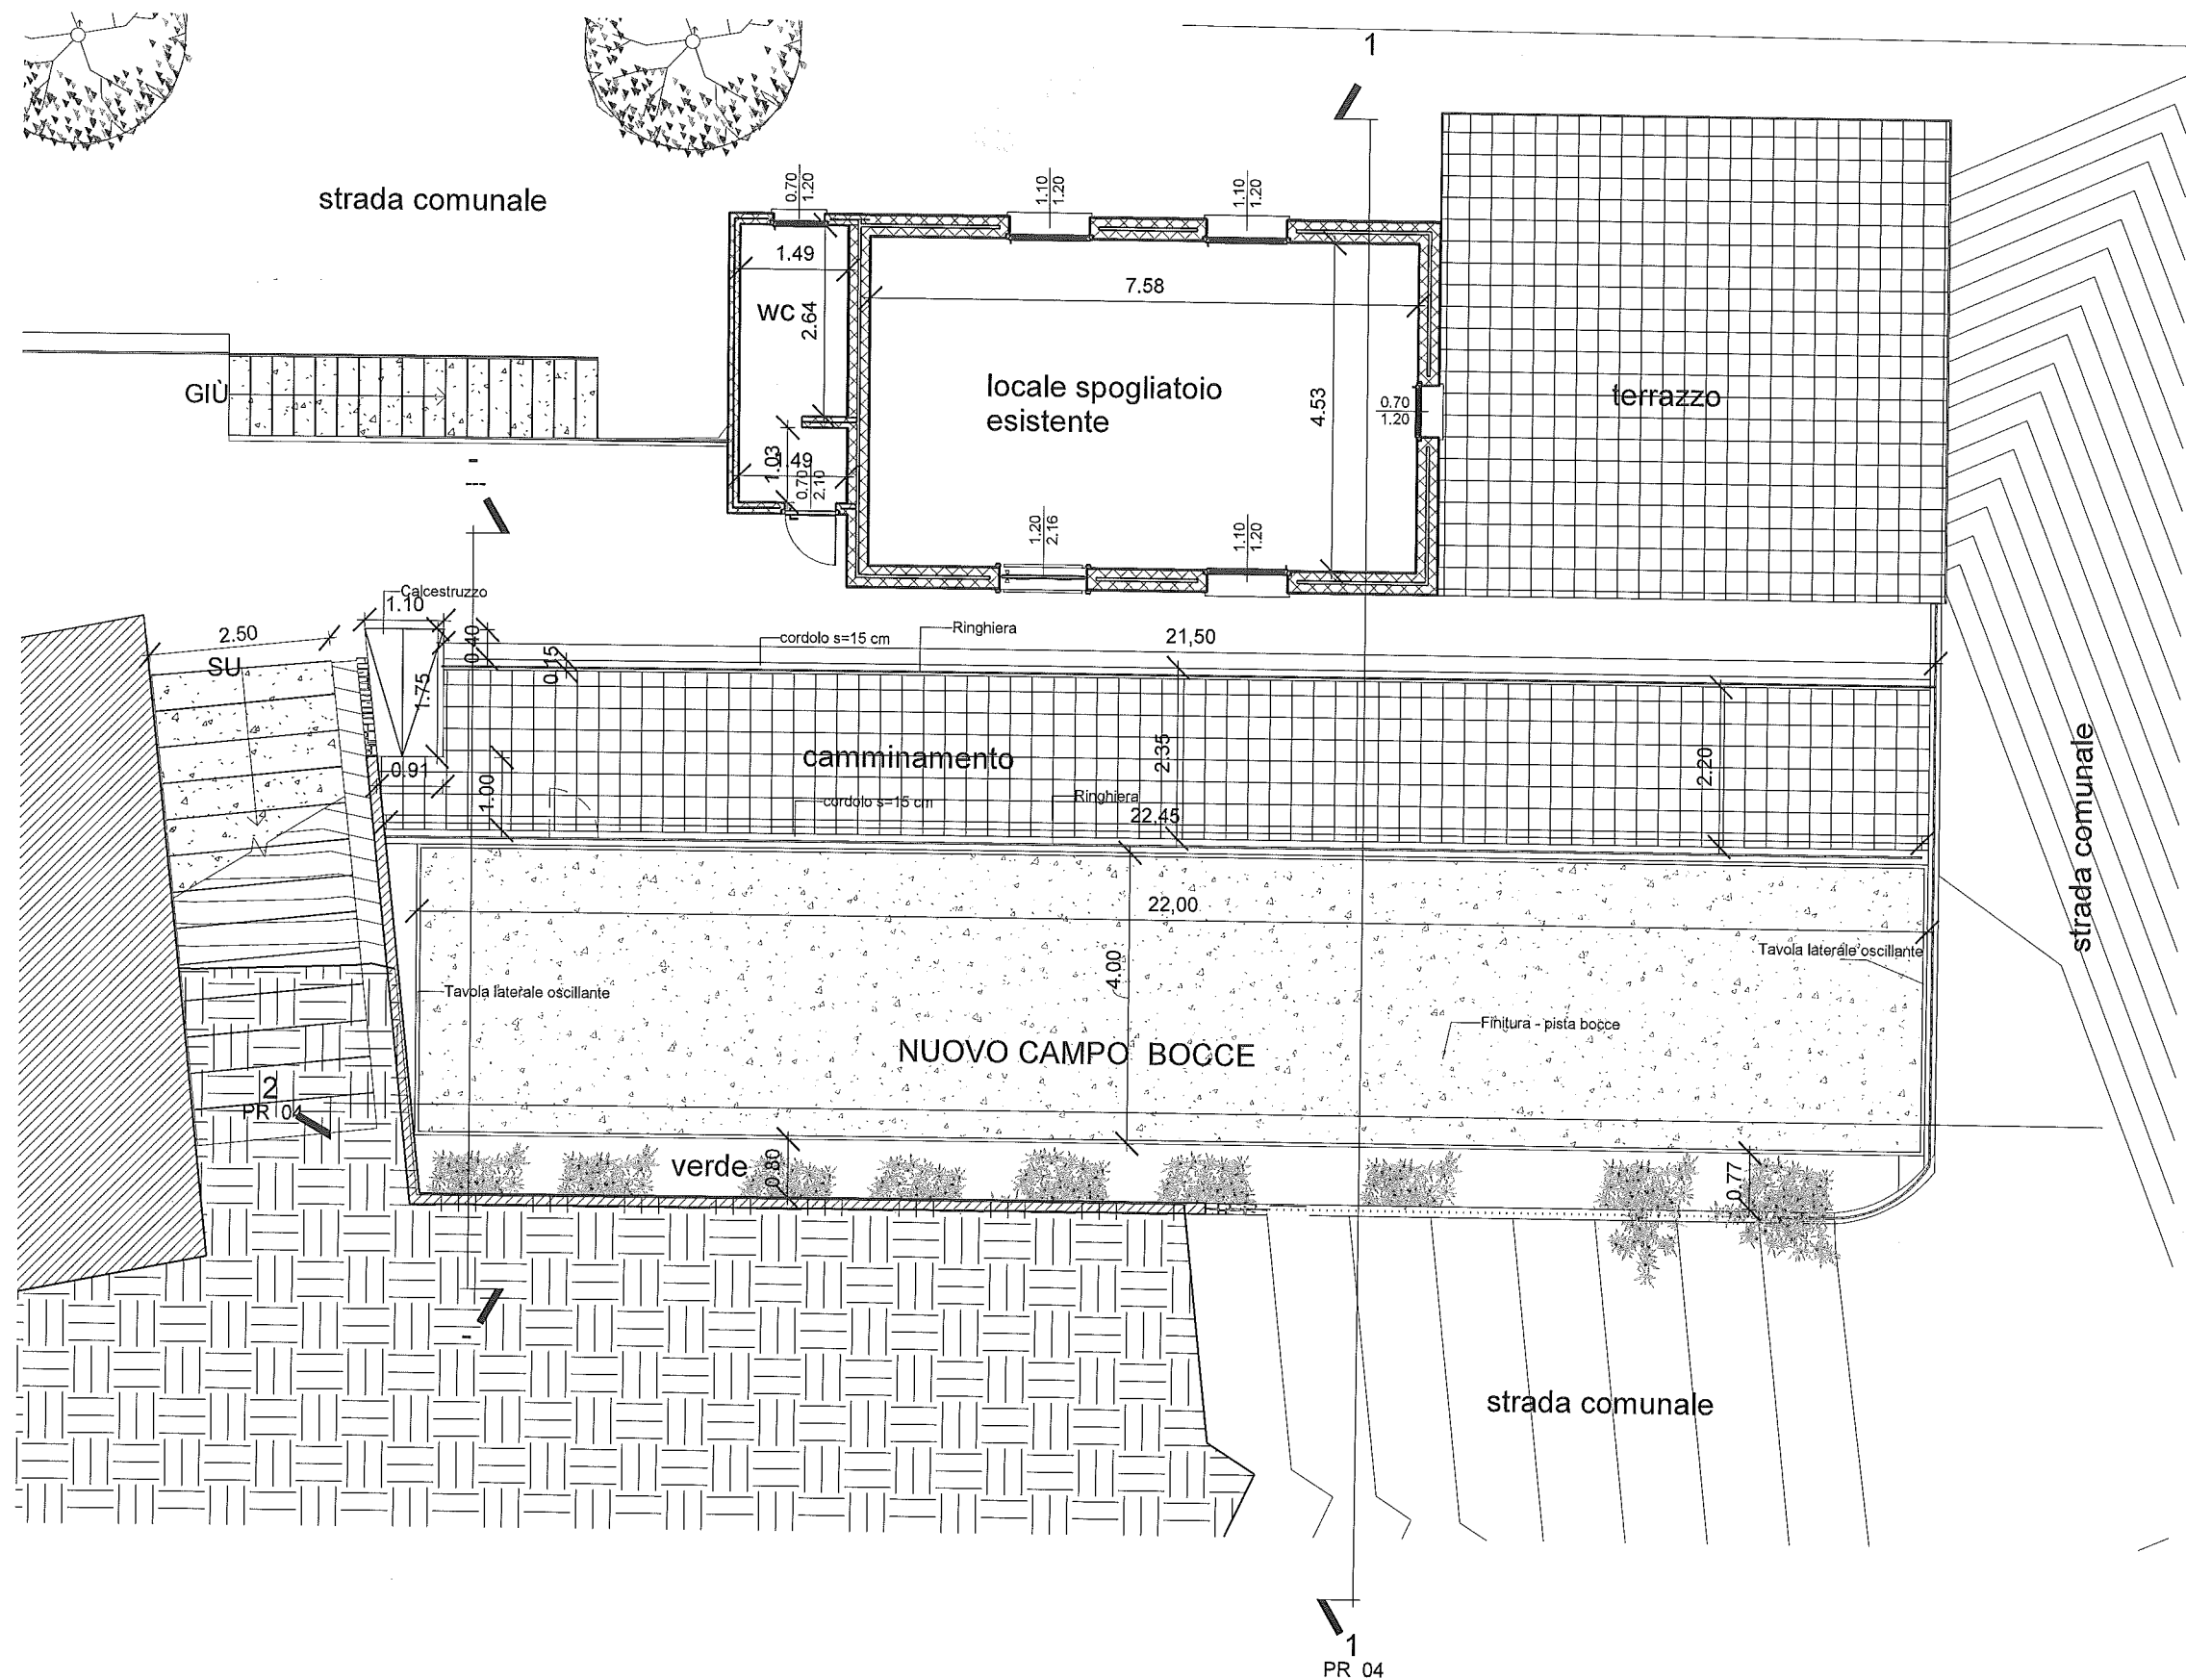 1
strada comunale
0.70
1.20
1.10
1.20
1.10
1.20
1.49
7.58
wc
2.64
GIÙ
locale spogliatoio
esistente
4.53
0.70
1.20
terrazzo
1.03
1.49
0.70
2.10
1.20
2.16
1.10
1.20
Calcestruzzo
1.10
2.50
SU
0.40
0.15
cordolo s=15 cm
Ringhiera
21,50
1.75
camminamento
2.35
2.20
0.91
1.00
cordolo s=15 cm
Ringhiera
22.45
strada comunale
22,00
4.00
Tavola laterale oscillante
Tavola laterale oscillante
Finitura - pista bocce
NUOVO CAMPO BOCCE
2
PR 04
verde
0.80
0.77
strada comunale
1
PR 04